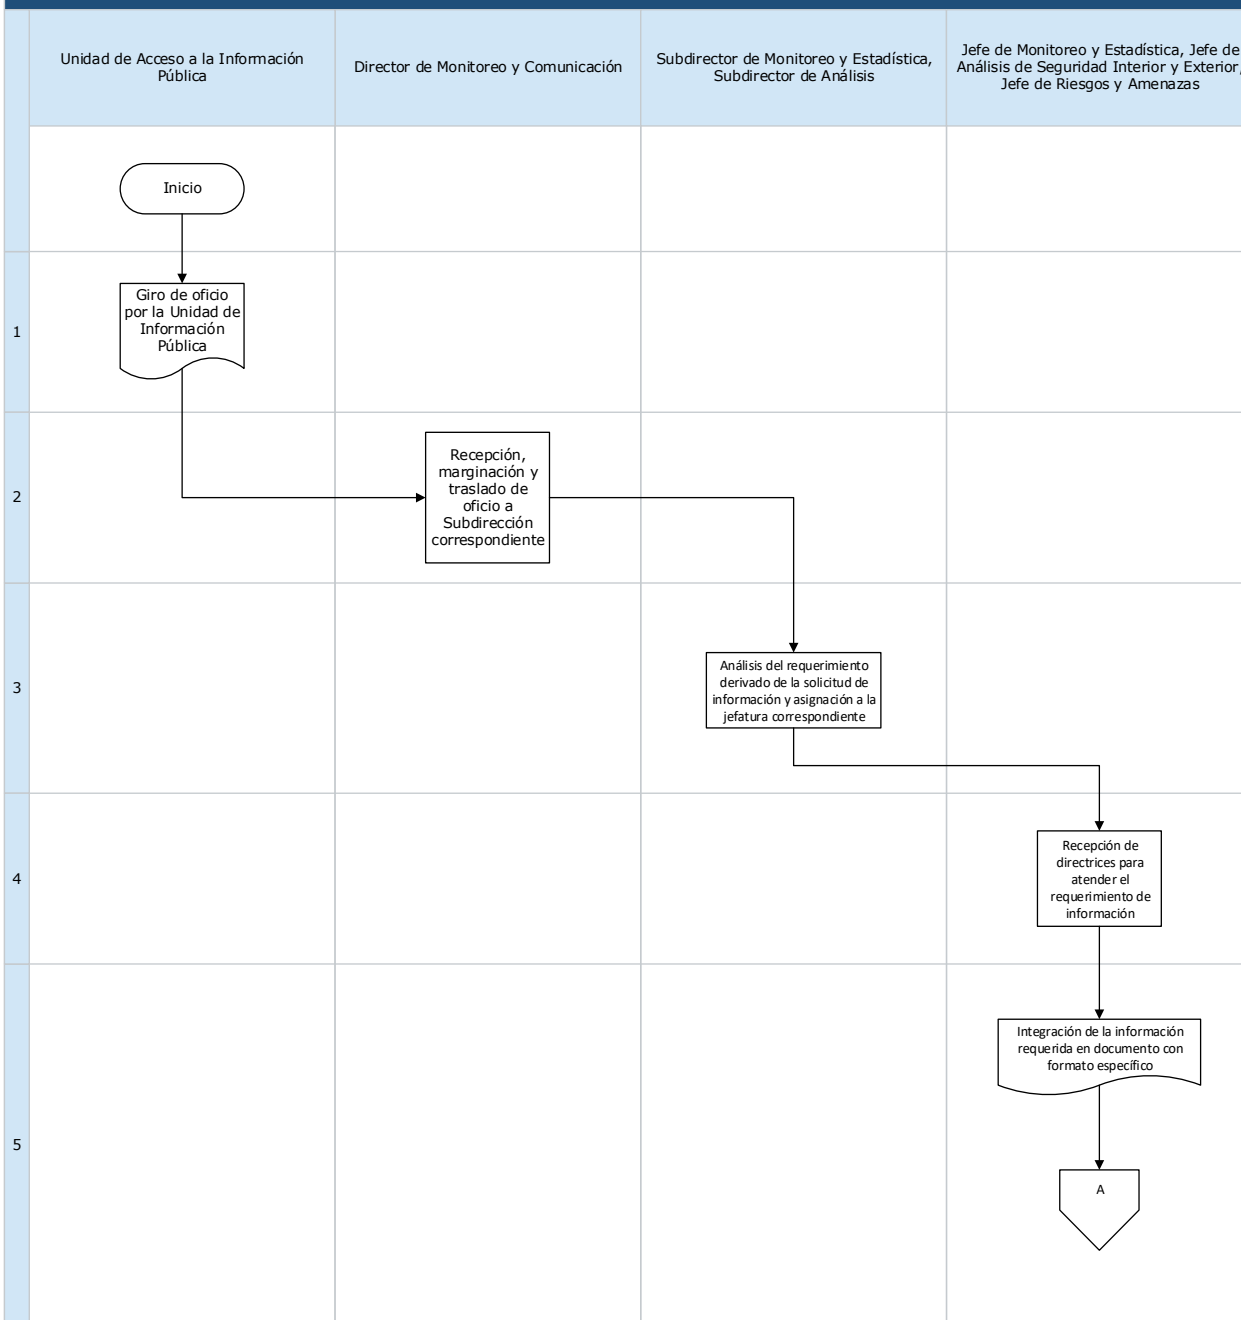 Unidad de Acceso a la Información
Pública
Director de Monitoreo y Comunicación
Subdirector de Monitoreo y Estadística,
Subdirector de Análisis
Jefe de Monitoreo y Estadística, Jefe de
Análisis de Seguridad Interior y Exterior,
Jefe de Riesgos y Amenazas
Inicio
1
Giro de oficio
por la Unidad de
Información
Pública
2
Recepción,
marginación y
traslado de
oficio a
Subdirección
correspondiente
3
Análisis del requerimiento
derivado de la solicitud de
información y asignación a la
jefatura correspondiente
4
Recepción de
directrices para
atender el
requerimiento de
información
5
Integración de la información
requerida en documento con
formato específico
A